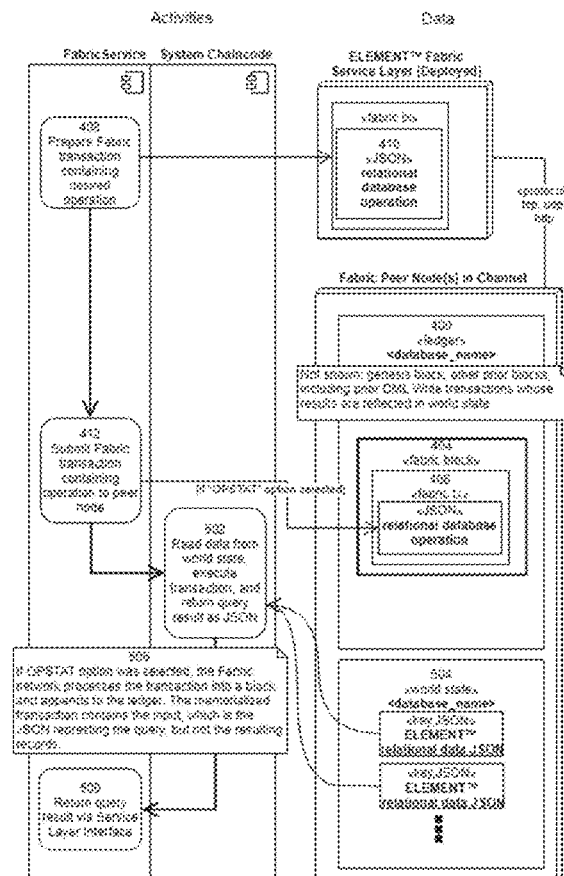 Activities
Data
FabricService
System Chaincode
ELEMENT™ Fabric
Service Layer (Deployed)
408
Prepare Fabric
transaction
containing
desired
operation
«fabric tx»
410
«JSON»
relational
database
operation
«protocol»
tcp, udp,
http
Fabric Peer Node(s) in Channel
«ledger»
<database_name>
Not shown: genesis block, other prior blocks,
including prior DML Write transactions whose
results are reflected in world state
412
Submit Fabric
transaction
containing
operation to peer
node
[if "OPSTAT" option selected]
404
«fabric block»
406
«fabric tx»
«JSON»
relational database
operation
502
Read data from
world state,
execute
transaction, and
return query
result as JSON
506
If OPSTAT option was selected, the Fabric
network processes the transaction into a block
and appends to the ledger. The memorialized
transaction contains the input, which is the
JSON representing the query, but not the resulting
records.
504
«world state»
<database_name>
«key,JSON»
ELEMENT™
relational data JSON
«key,JSON»
ELEMENT™
relational data JSON
Return query
result via Service
Layer Interface